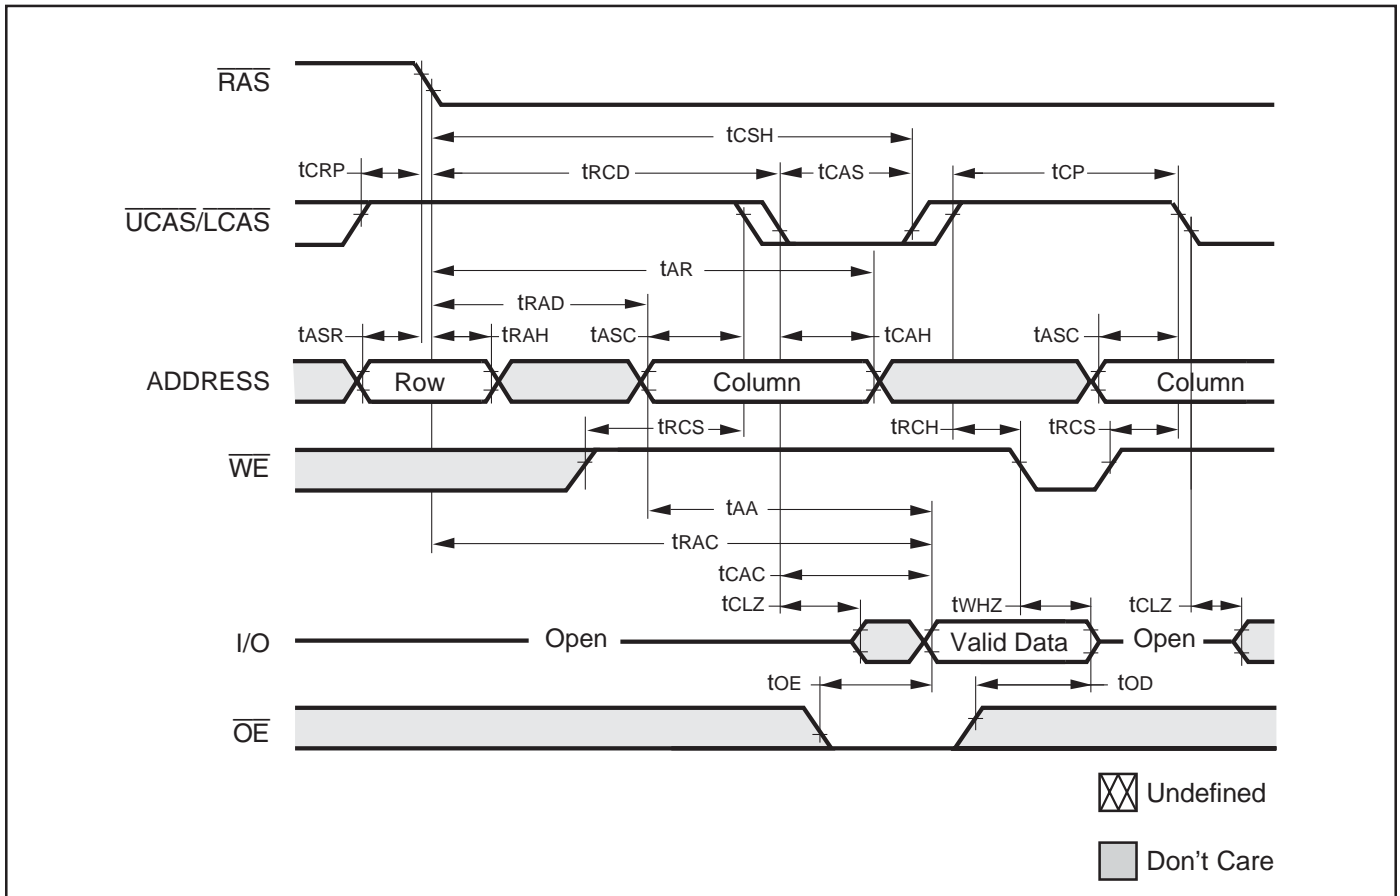 RAS
tCSH
tCRP
tRCD
tCAS
tCP
UCAS/LCAS
tAR
tRAD
tASR
tRAH
tASC
tCAH
tASC
ADDRESS
Row
Column
Column
tRCS
tRCH
tRCS
WE
tAA
tRAC
tCAC
tCLZ
tWHZ
tCLZ
I/O
Open
Valid Data
Open
tOE
tOD
OE
Undefined
Don't Care